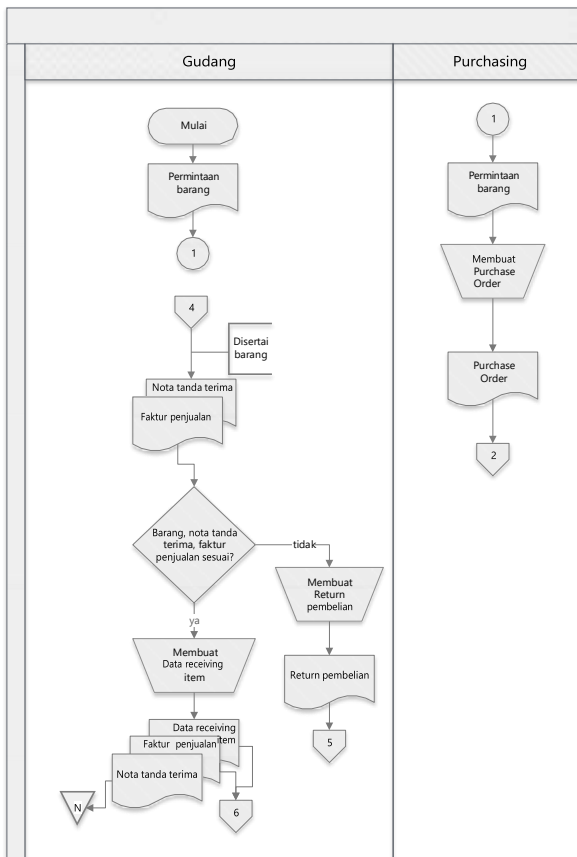 Gudang
Purchasing
Mulai
Permintaan
barang
1
4
Disertai
barang
Nota tanda terima
Faktur penjualan
Barang, nota tanda
terima, faktur
penjualan sesuai?
tidak
ya
Membuat
Return
pembelian
Return pembelian
5
Membuat
Data receiving
item
Data receiving
item
Faktur penjualan
Nota tanda terima
N
6
1
Permintaan
barang
Membuat
Purchase
Order
Purchase
Order
2